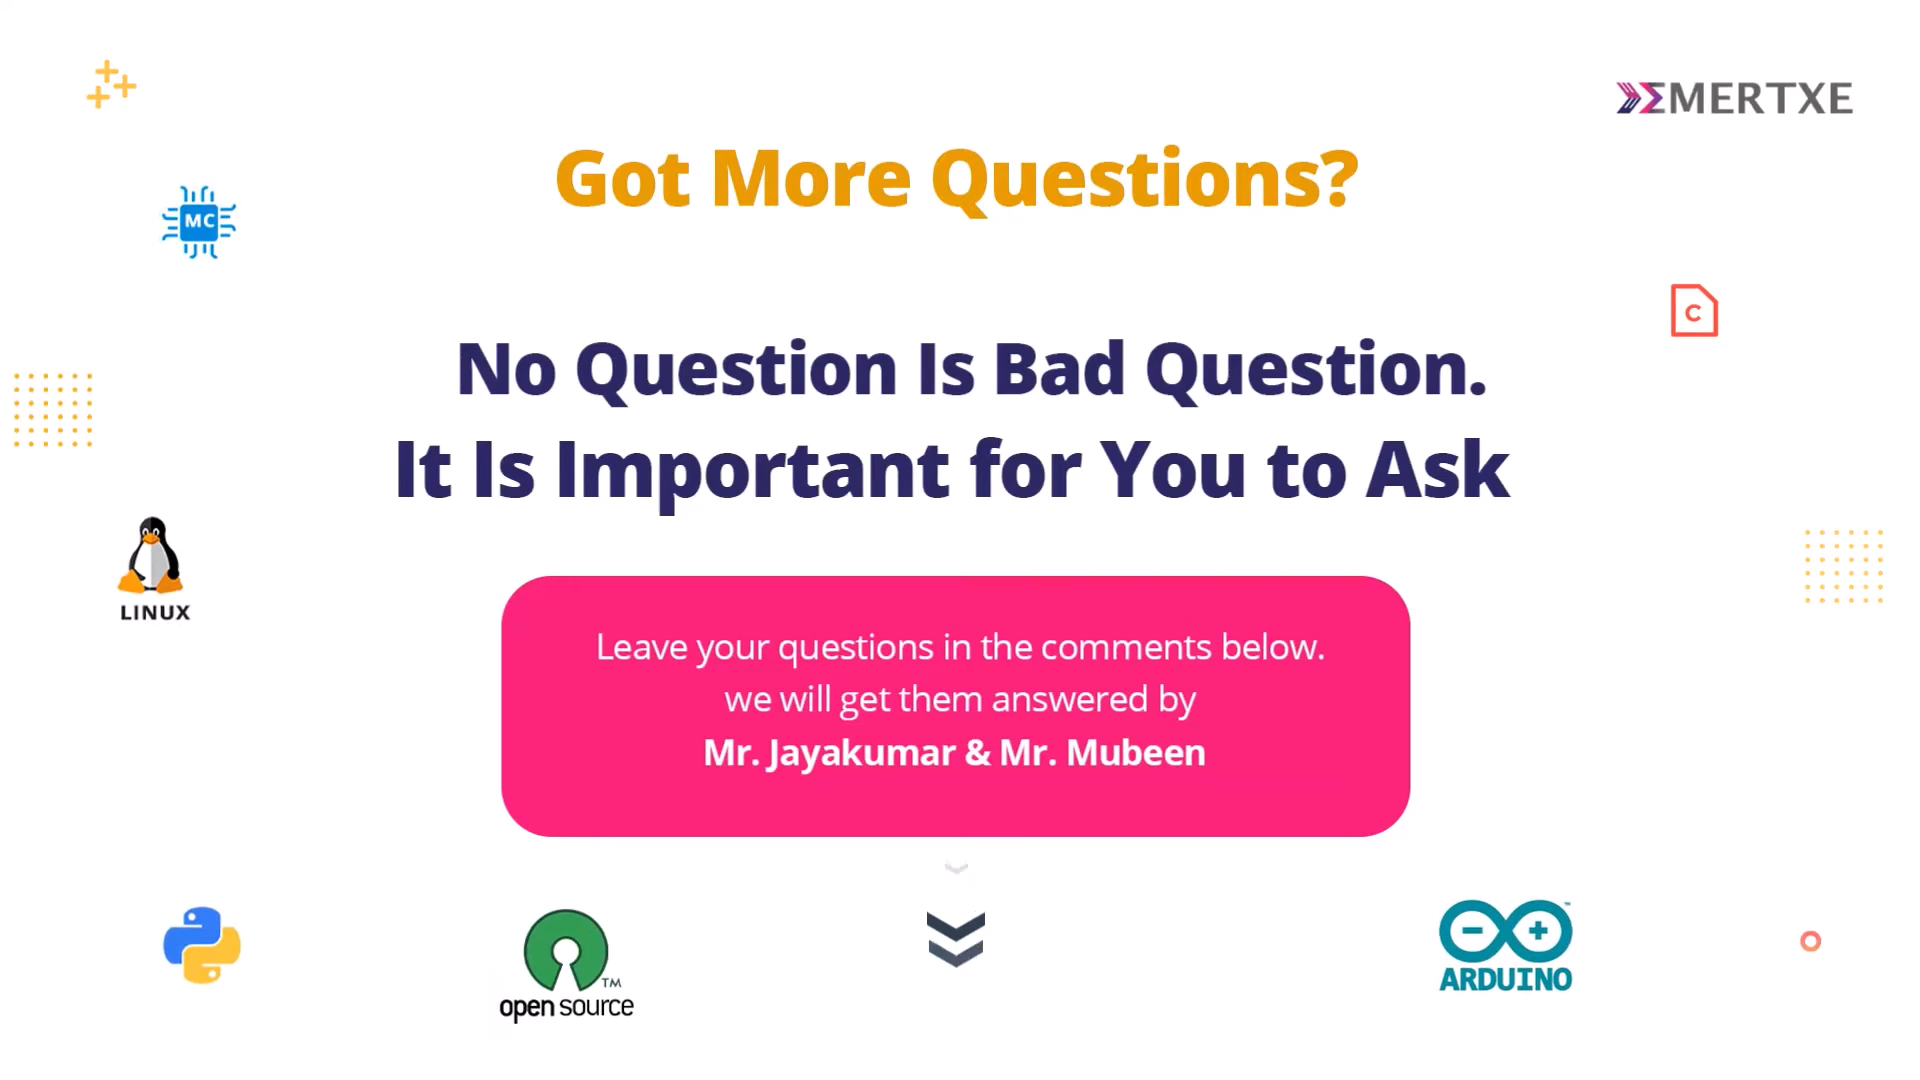 EMERTXE
Got More Questions?
MC
C
No Question Is Bad Question.
It Is Important for You to Ask
LINUX
Leave your questions in the comments below.
we will get them answered by
Mr. Jayakumar & Mr. Mubeen
open source TM
ARDUINO TM